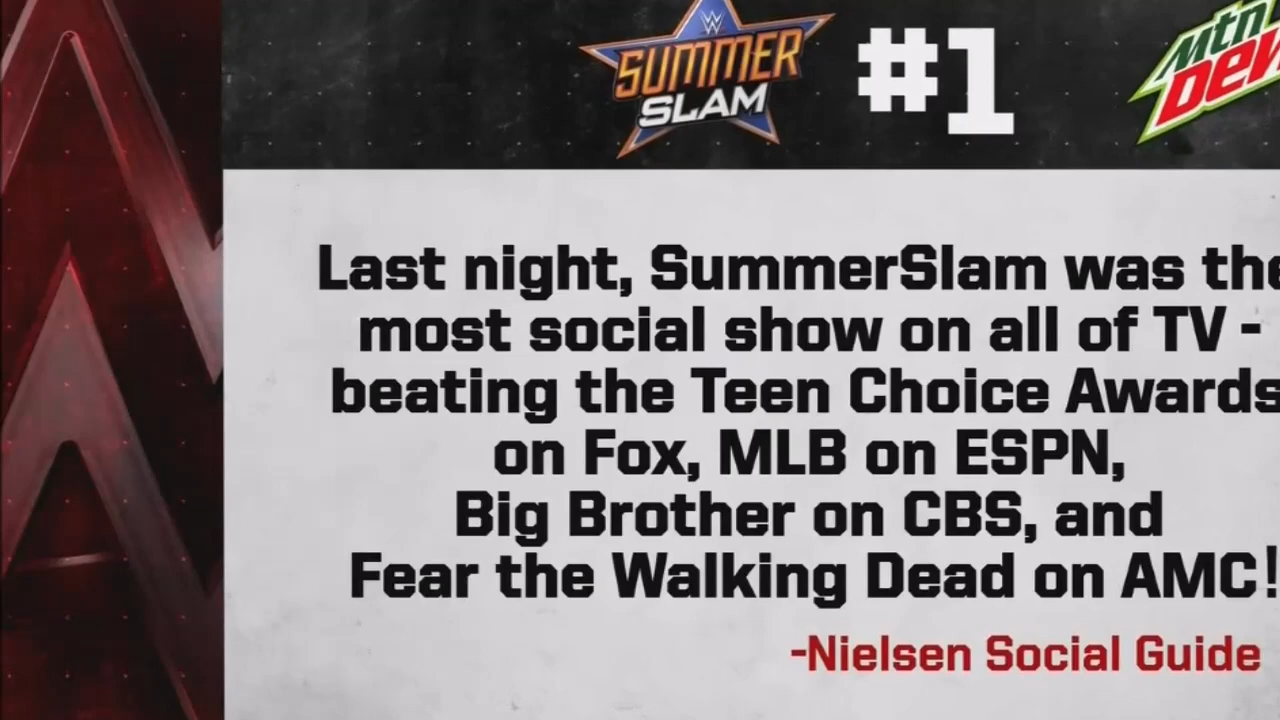 SUMMER
SLAM
#1
mtn
DEW
Last night, SummerSlam was the
most social show on all of TV -
beating the Teen Choice Awards
on Fox, MLB on ESPN,
Big Brother on CBS, and
Fear the Walking Dead on AMC!
-Nielsen Social Guide